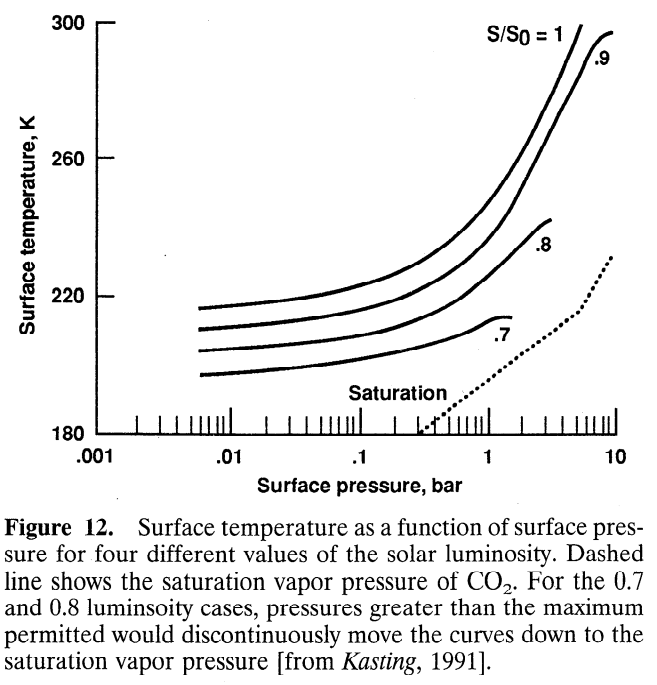 300
S/S0 = 1
.9
260
Surface temperature, K
220
.8
.7
Saturation
180
.001
.01
.1
1
10
Surface pressure, bar
Figure 12. Surface temperature as a function of surface pres-
sure for four different values of the solar luminosity. Dashed
line shows the saturation vapor pressure of CO₂. For the 0.7
and 0.8 luminsoity cases, pressures greater than the maximum
permitted would discontinuously move the curves down to the
saturation vapor pressure [from Kasting, 1991].